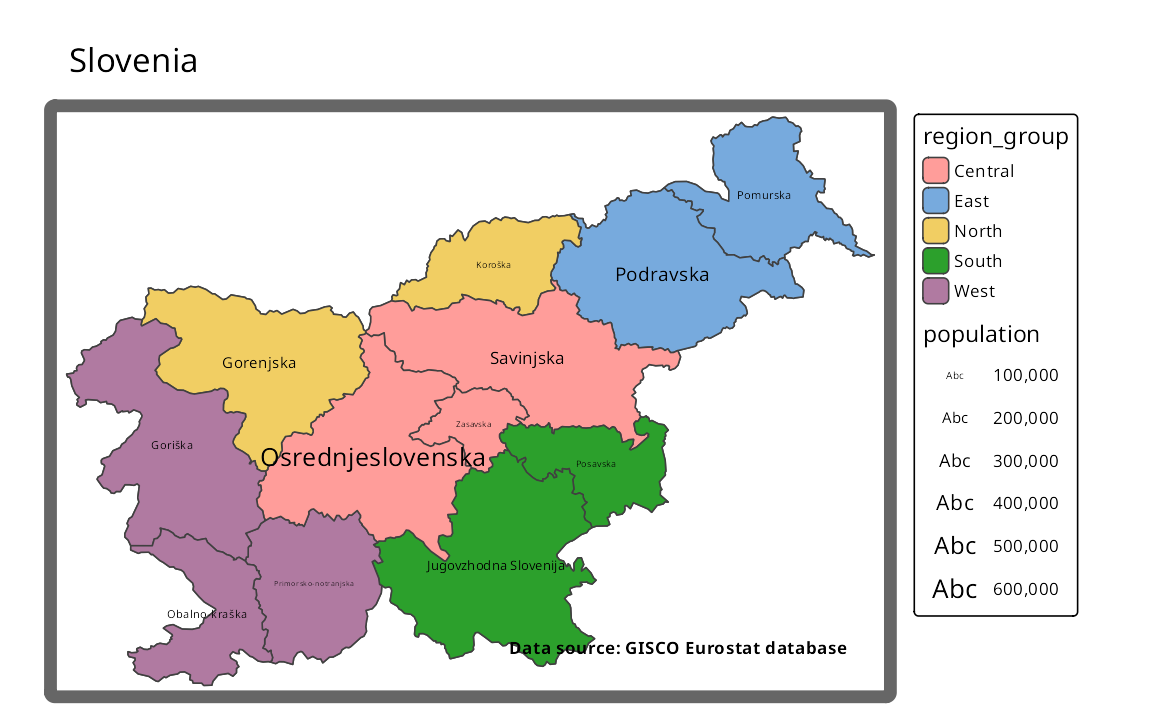 Slovenia
Pomurska
Koroška
Podravska
Gorenjska
Savinjska
Zasavska
Goriška
Osrednjeslovenska
Posavska
Jugovzhodna Slovenija
Primorsko-notranjska
Obalno-kraška
Data source: GISCO Eurostat database
region_group
Central
East
North
South
West
population
Abc 100,000
Abc 200,000
Abc 300,000
Abc 400,000
Abc 500,000
Abc 600,000